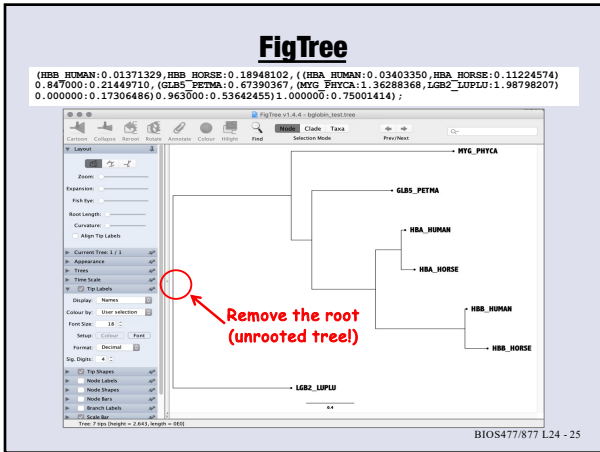 FigTree
(HBB_HUMAN:0.01371329,HBB_HORSE:0.18948102,((HBA_HUMAN:0.03403350,HBA_HORSE:0.11224574)
0.847000:0.21449710,(GLB5_PETMA:0.67390367,(MYG_PHYCA:1.36288368,LGB2_LUPLU:1.98798207)
0.000000:0.17306486)0.963000:0.53642455)1.000000:0.75001414);
FigTree v1.4.4 - bglobin_test.tree
Cartoon Collapse Reroot Rotate Annotate Colour Hilight Find Node Clade Taxa Prev/Next
Selection Mode
Layout
Zoom:
Expansion:
Fish Eye:
Root Length:
Curvature:
Align Tip Labels
Current Tree: 1 / 1
Appearance
Trees
Time Scale
Tip Labels
Display: Names
Colour by: User selection
Font Size: 18
Setup: Colour Font
Format: Decimal
Sig. Digits: 4
Tip Shapes
Node Labels
Node Shapes
Node Bars
Branch Labels
Scale Bar
Tree: 7 tips [height = 2.643, length = 0E0]
MYG_PHYCA
GLB5_PETMA
HBA_HUMAN
HBA_HORSE
HBB_HUMAN
HBB_HORSE
LGB2_LUPLU
0.4
Remove the root
(unrooted tree!)
BIOS477/877 L24 - 25